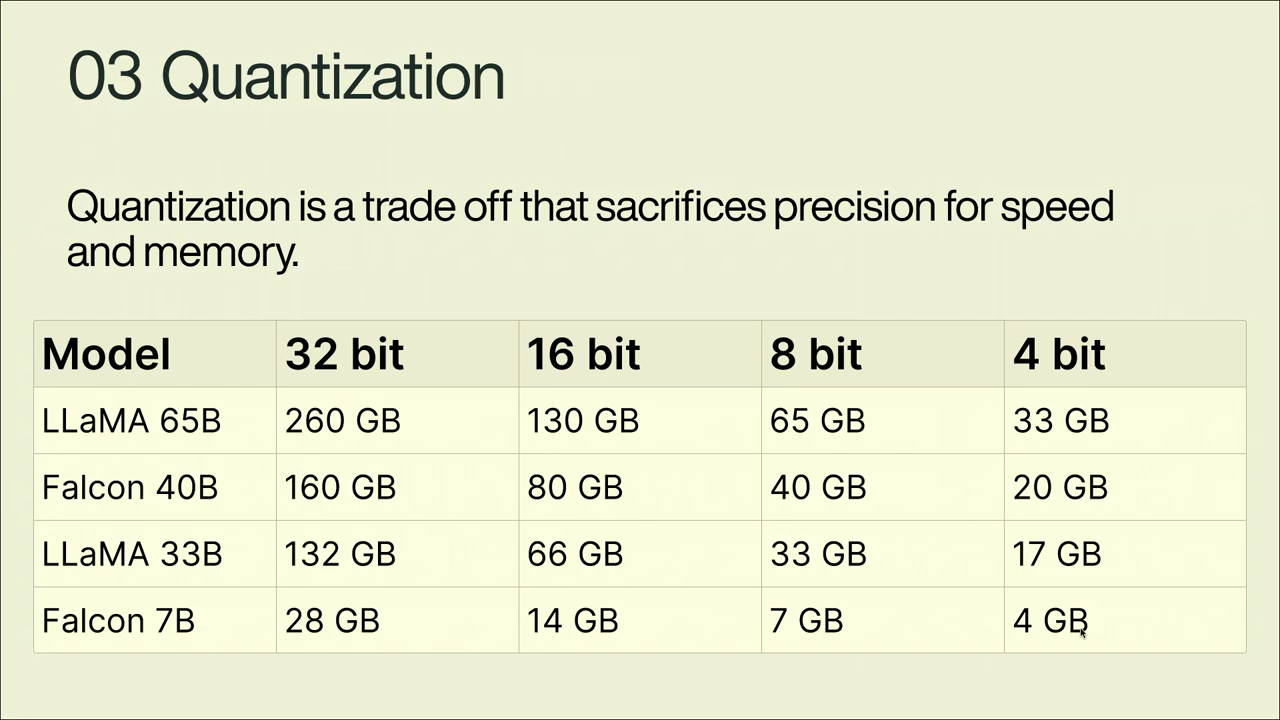 03 Quantization
Quantization is a trade off that sacrifices precision for speed
and memory.
Model 32 bit 16 bit 8 bit 4 bit
LLaMA 65B 260 GB 130 GB 65 GB 33 GB
Falcon 40B 160 GB 80 GB 40 GB 20 GB
LLaMA 33B 132 GB 66 GB 33 GB 17 GB
Falcon 7B 28 GB 14 GB 7 GB 4 GB